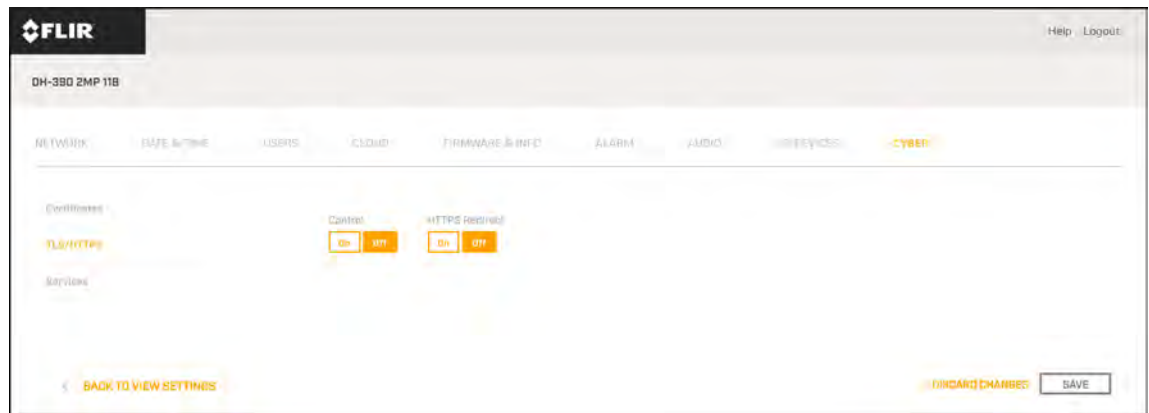 FLIR
Help Logout
DH-390 2MP 118
NETWORK DATE & TIME USERS CLOUD FIRMWARE & INFO ALARM AUDIO CYBER
Certificates
Control HTTPS Redirect
TLS/HTTPS On Off On Off
Services
< BACK TO VIEW SETTINGS DISCARD CHANGES SAVE